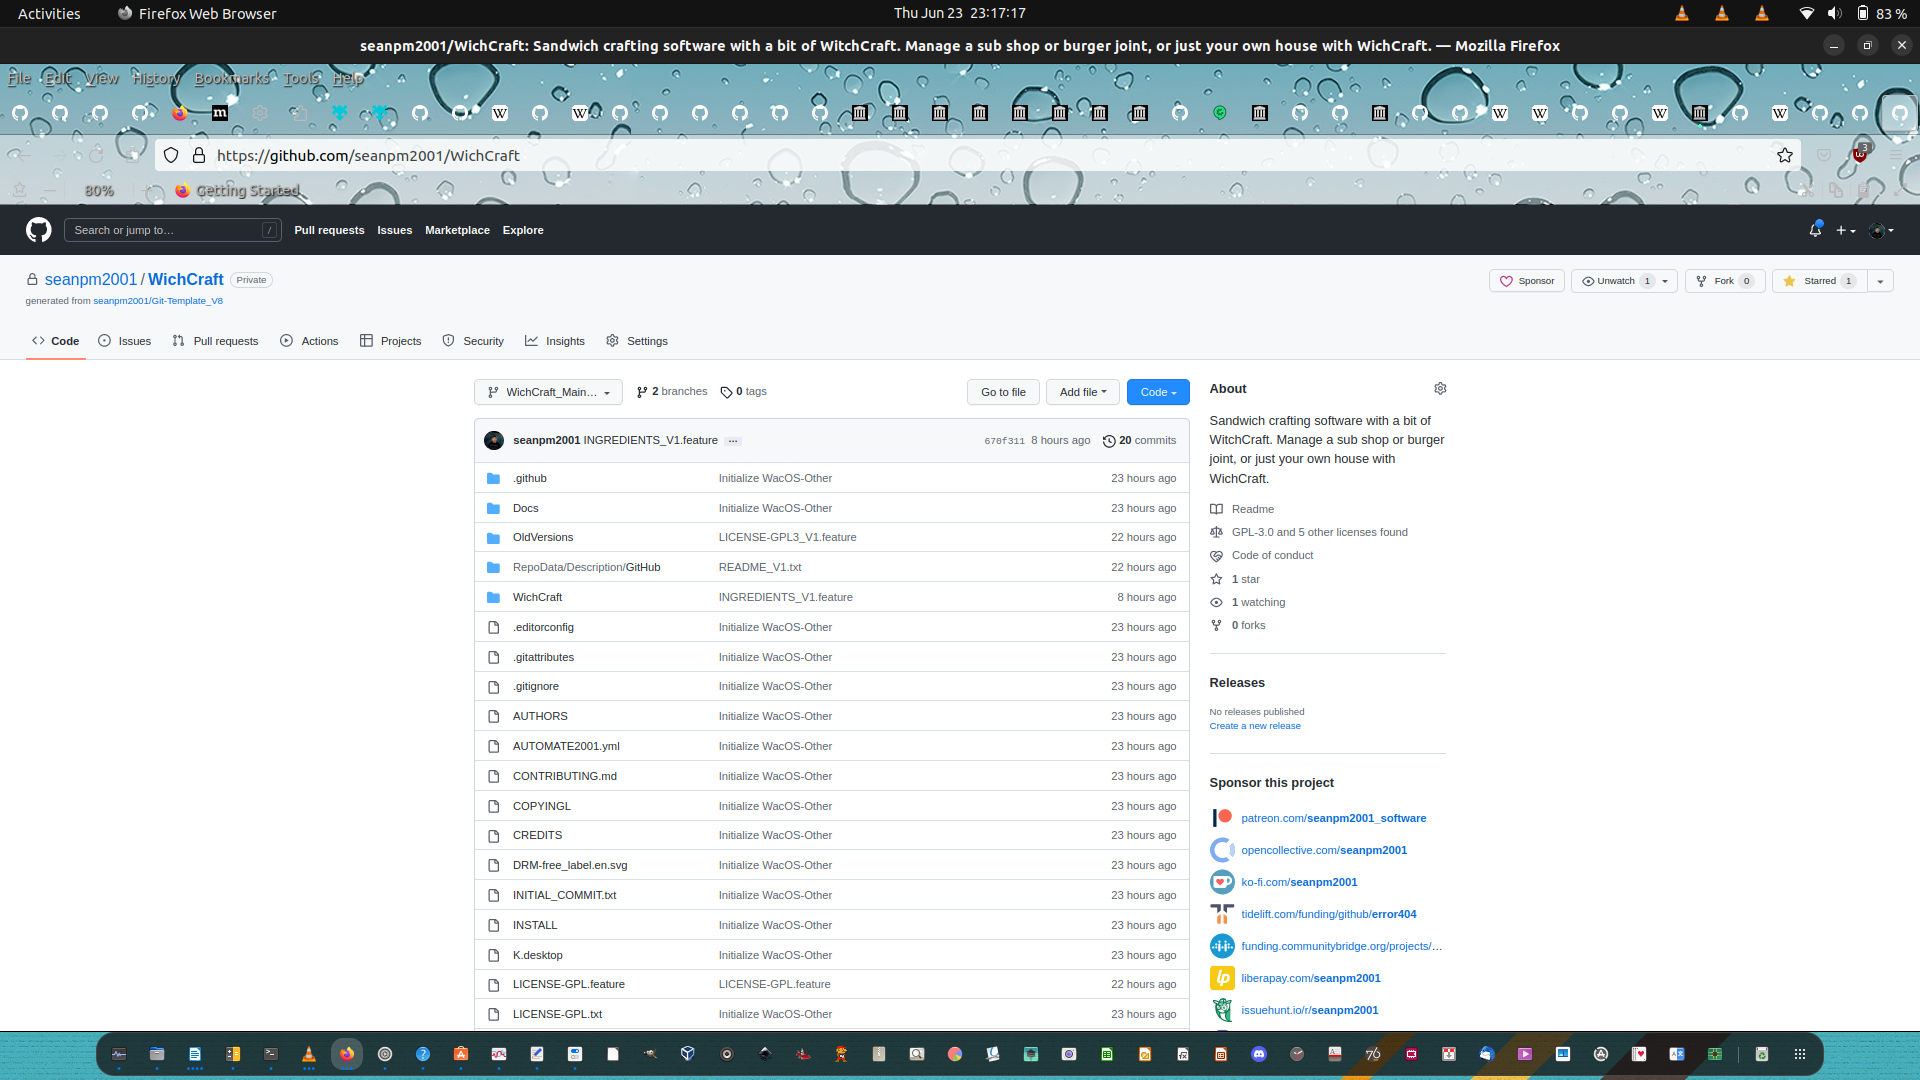 Activities Firefox Web Browser Thu Jun 23 23:17:17 83 %
seanpm2001/WichCraft: Sandwich crafting software with a bit of WitchCraft. Manage a sub shop or burger joint, or just your own house with WichCraft. — Mozilla Firefox
File Edit View History Bookmarks Tools Help
https://github.com/seanpm2001/WichCraft 3
80% Getting Started
Search or jump to… / Pull requests Issues Marketplace Explore
seanpm2001 / WichCraft Private Sponsor Unwatch 1 Fork 0 Starred 1
generated from seanpm2001/Git-Template_V8
Code Issues Pull requests Actions Projects Security Insights Settings
WichCraft_Main… 2 branches 0 tags Go to file Add file Code
seanpm2001 INGREDIENTS_V1.feature ... 670f311 8 hours ago 20 commits
.github Initialize WacOS-Other 23 hours ago
Docs Initialize WacOS-Other 23 hours ago
OldVersions LICENSE-GPL3_V1.feature 22 hours ago
RepoData/Description/GitHub README_V1.txt 22 hours ago
WichCraft INGREDIENTS_V1.feature 8 hours ago
.editorconfig Initialize WacOS-Other 23 hours ago
.gitattributes Initialize WacOS-Other 23 hours ago
.gitignore Initialize WacOS-Other 23 hours ago
AUTHORS Initialize WacOS-Other 23 hours ago
AUTOMATE2001.yml Initialize WacOS-Other 23 hours ago
CONTRIBUTING.md Initialize WacOS-Other 23 hours ago
COPYINGL Initialize WacOS-Other 23 hours ago
CREDITS Initialize WacOS-Other 23 hours ago
DRM-free_label.en.svg Initialize WacOS-Other 23 hours ago
INITIAL_COMMIT.txt Initialize WacOS-Other 23 hours ago
INSTALL Initialize WacOS-Other 23 hours ago
K.desktop Initialize WacOS-Other 23 hours ago
LICENSE-GPL.feature LICENSE-GPL.feature 22 hours ago
LICENSE-GPL.txt Initialize WacOS-Other 23 hours ago
About
Sandwich crafting software with a bit of
WitchCraft. Manage a sub shop or burger
joint, or just your own house with
WichCraft.
Readme
GPL-3.0 and 5 other licenses found
Code of conduct
1 star
1 watching
0 forks
Releases
No releases published
Create a new release
Sponsor this project
patreon.com/seanpm2001_software
opencollective.com/seanpm2001
ko-fi.com/seanpm2001
tidelift.com/funding/github/error404
funding.communitybridge.org/projects/…
liberapay.com/seanpm2001
issuehunt.io/r/seanpm2001